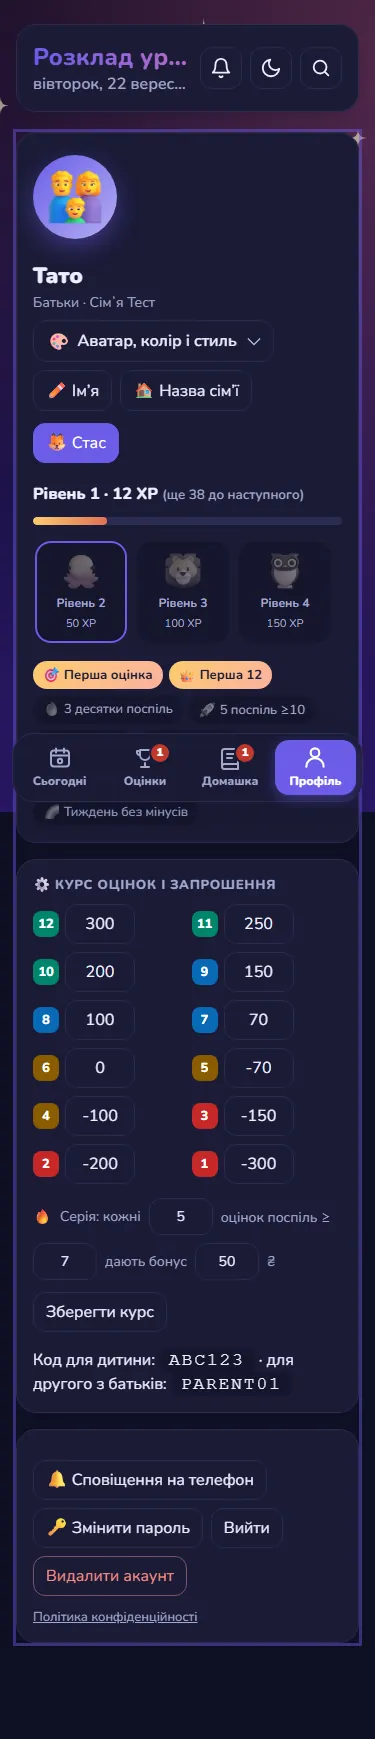 Розклад ур...
вівторок, 22 верес...
Тато
Батьки · Сім'я Тест
Аватар, колір і стиль
Ім'я
Назва сім'ї
Стас
Рівень 1 · 12 XP (ще 38 до наступного)
Рівень 2
Рівень 3
Рівень 4
50 XP
100 XP
150 XP
Перша оцінка
Перша 12
3 десятки поспіль
5 поспіль ≥10
1
1
Сьогодні
Оцінки
Домашка
Профіль
Тиждень без мінусів
КУРС ОЦІНОК І ЗАПРОШЕННЯ
12 300 11 250
10 200 9 150
8 100 7 70
6 0 5 -70
4 -100 3 -150
2 -200 1 -300
Серія: кожні 5 оцінок поспіль ≥
7 дають бонус 50 ₴
Зберегти курс
Код для дитини: ABC123 · для
другого з батьків: PARENT01
Сповіщення на телефон
Змінити пароль
Вийти
Видалити акаунт
Політика конфіденційності